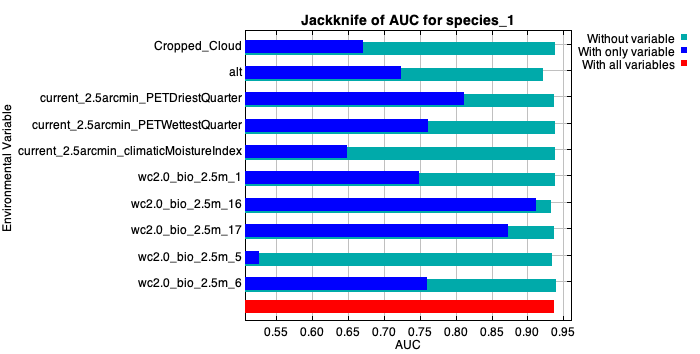 Jackknife of AUC for species_1
Without variable
With only variable
With all variables
Environmental Variable
Cropped_Cloud
alt
current_2.5arcmin_PETDriestQuarter
current_2.5arcmin_PETWettestQuarter
current_2.5arcmin_climaticMoistureIndex
wc2.0_bio_2.5m_1
wc2.0_bio_2.5m_16
wc2.0_bio_2.5m_17
wc2.0_bio_2.5m_5
wc2.0_bio_2.5m_6
0.55 0.60 0.65 0.70 0.75 0.80 0.85 0.90 0.95
AUC